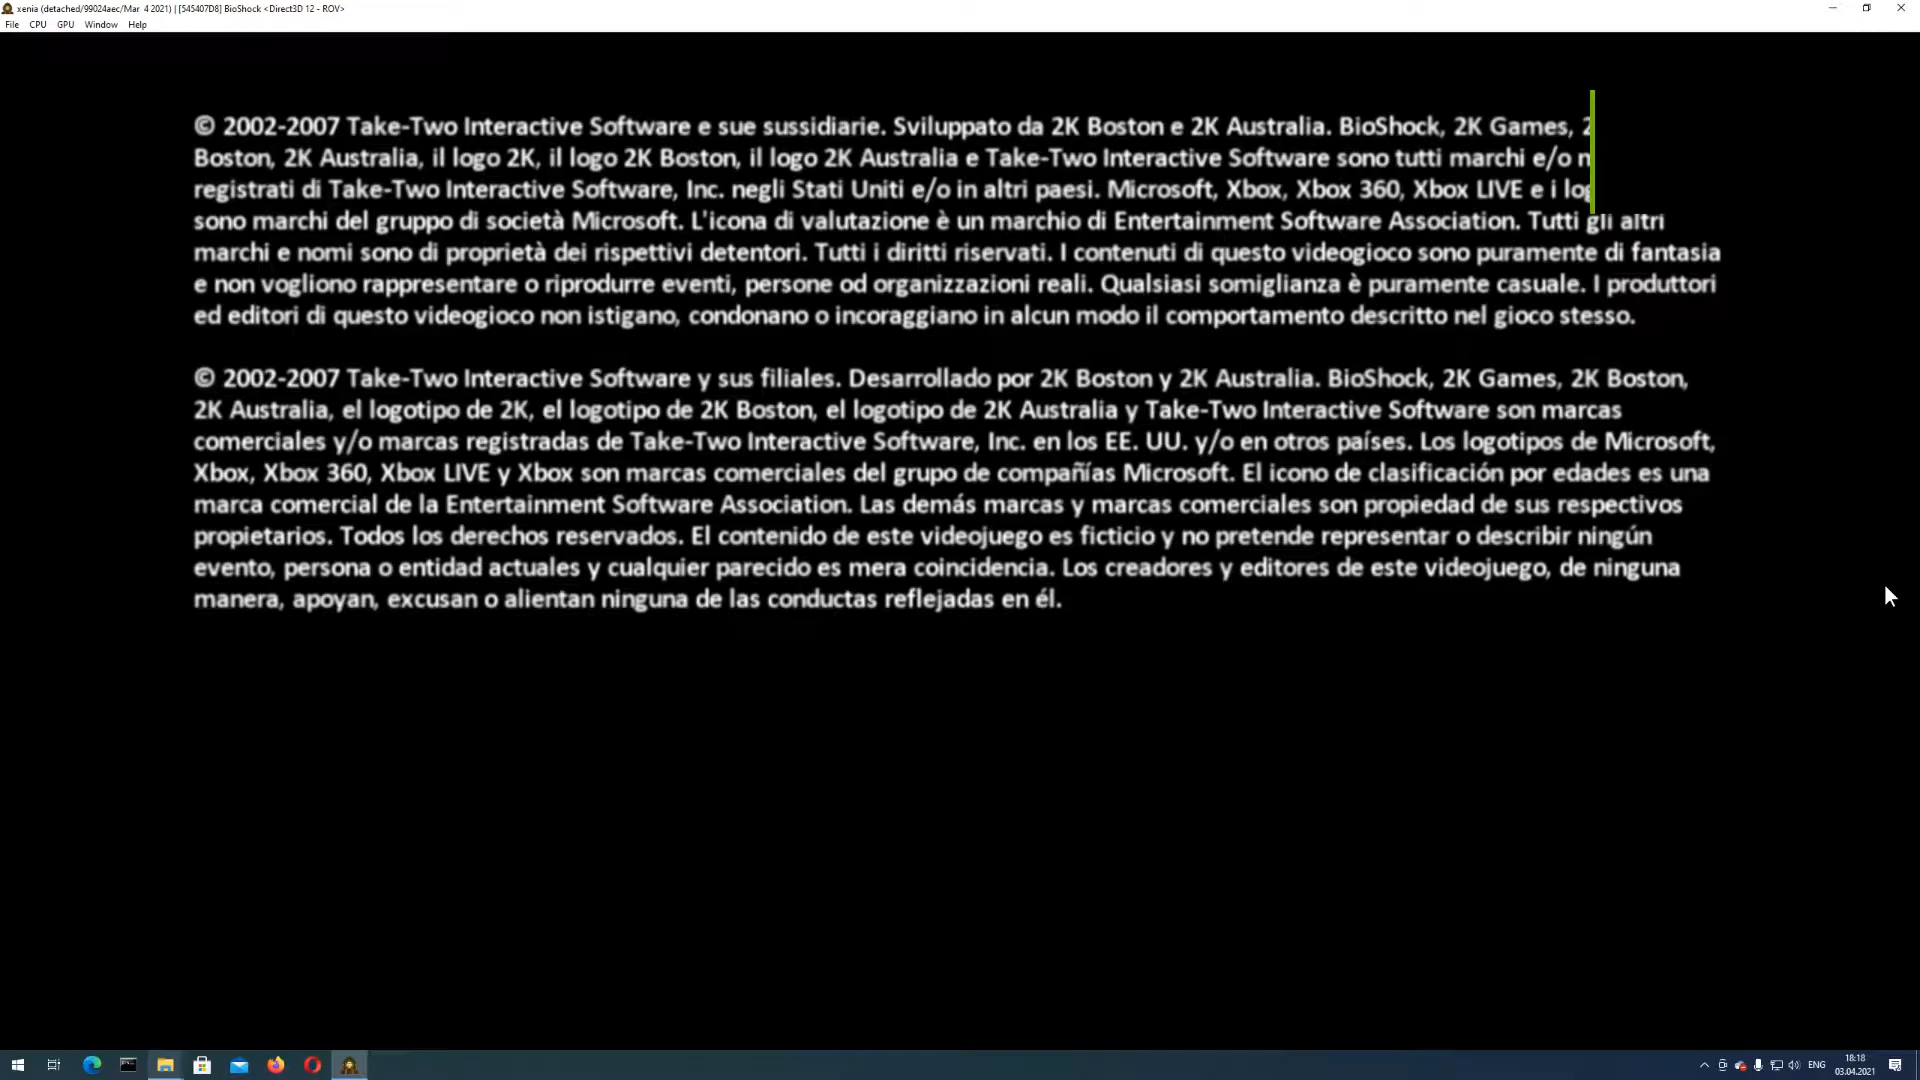 xenia (detached/99024aec/Mar 4 2021) | [545407D8] BioShock <Direct3D 12 - ROV>
File CPU GPU Window Help
© 2002-2007 Take-Two Interactive Software e sue sussidiarie. Sviluppato da 2K Boston e 2K Australia. BioShock, 2K Games,
Boston, 2K Australia, il logo 2K, il logo 2K Boston, il logo 2K Australia e Take-Two Interactive Software sono tutti marchi e/o
registrati di Take-Two Interactive Software, Inc. negli Stati Uniti e/o in altri paesi. Microsoft, Xbox, Xbox 360, Xbox LIVE e i
sono marchi del gruppo di società Microsoft. L'icona di valutazione è un marchio di Entertainment Software Association. Tutti gli altri
marchi e nomi sono di proprietà dei rispettivi detentori. Tutti i diritti riservati. I contenuti di questo videogioco sono puramente di fantasia
e non vogliono rappresentare o riprodurre eventi, persone od organizzazioni reali. Qualsiasi somiglianza è puramente casuale. I produttori
ed editori di questo videogioco non istigano, condonano o incoraggiano in alcun modo il comportamento descritto nel gioco stesso.
© 2002-2007 Take-Two Interactive Software y sus filiales. Desarrollado por 2K Boston y 2K Australia. BioShock, 2K Games, 2K Boston,
2K Australia, el logotipo de 2K, el logotipo de 2K Boston, el logotipo de 2K Australia y Take-Two Interactive Software son marcas
comerciales y/o marcas registradas de Take-Two Interactive Software, Inc. en los EE. UU. y/o en otros países. Los logotipos de Microsoft,
Xbox, Xbox 360, Xbox LIVE y Xbox son marcas comerciales del grupo de compañías Microsoft. El icono de clasificación por edades es una
marca comercial de la Entertainment Software Association. Las demás marcas y marcas comerciales son propiedad de sus respectivos
propietarios. Todos los derechos reservados. El contenido de este videojuego es ficticio y no pretende representar o describir ningún
evento, persona o entidad actuales y cualquier parecido es mera coincidencia. Los creadores y editores de este videojuego, de ninguna
manera, apoyan, excusan o alientan ninguna de las conductas reflejadas en él.
ENG
18:18
03.04.2021